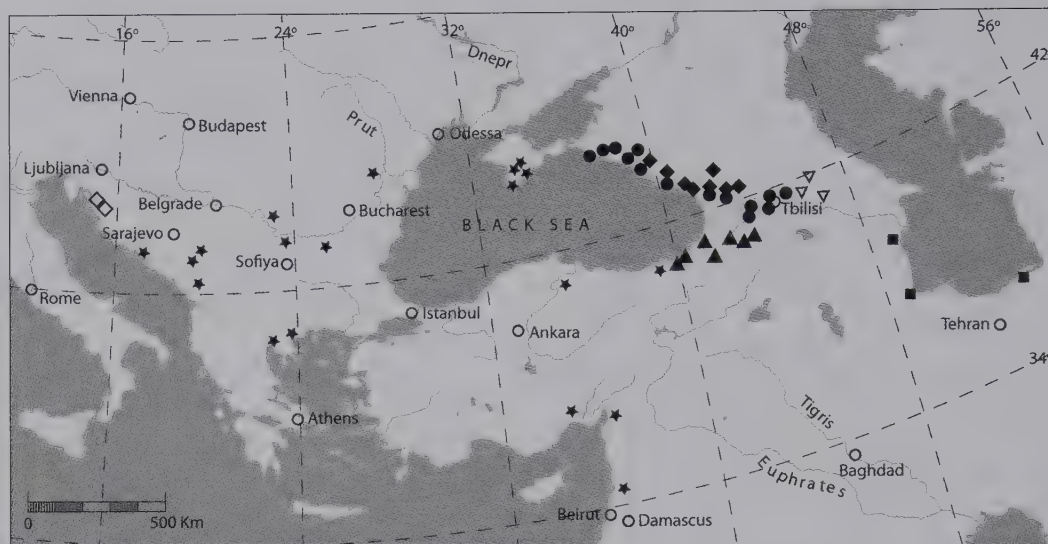 16°
24°
32°
40°
48°
56°
42°
Dnepr
Vienna
Budapest
Prut
Odessa
Ljubljana
Belgrade
Bucharest
Sarajevo
Sofiya
BLACK SEA
Tbilisi
Rome
Istanbul
Ankara
Tehran
34°
Athens
Tigris
Baghdad
Euphrates
Beirut
Damascus
0
500 Km